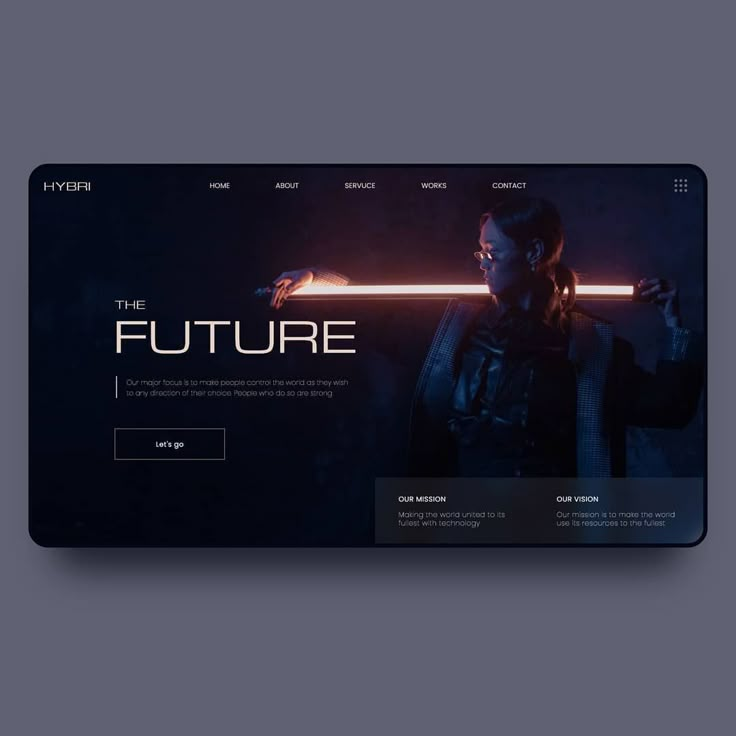 HYBRI
HOME ABOUT SERVUCE WORKS CONTACT
THE
FUTURE
Our major focus is to make people control the world as they wish
to any direction of their choice. People who do so are strong
Let's go
OUR MISSION
Making the world united to its
fullest with technology
OUR VISION
Our mission is to make the world
use its resources to the fullest